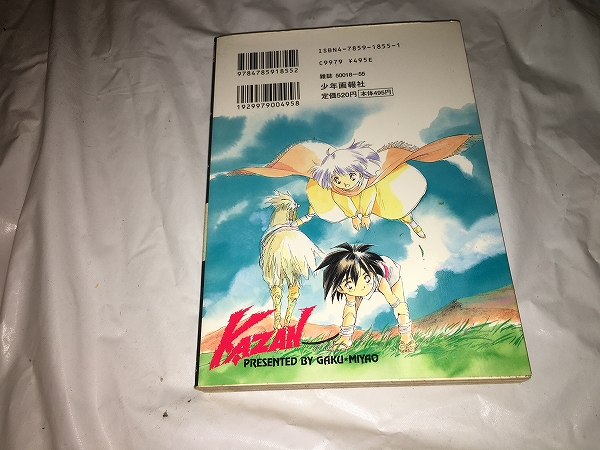 ISBN4-7859-1855-1
C9979 ¥495E
雑誌 50018-55
少年画報社
定価520円 本体495円
9784785918552
1929979004958
KAZAN
PRESENTED BY GAKU・MIYAO